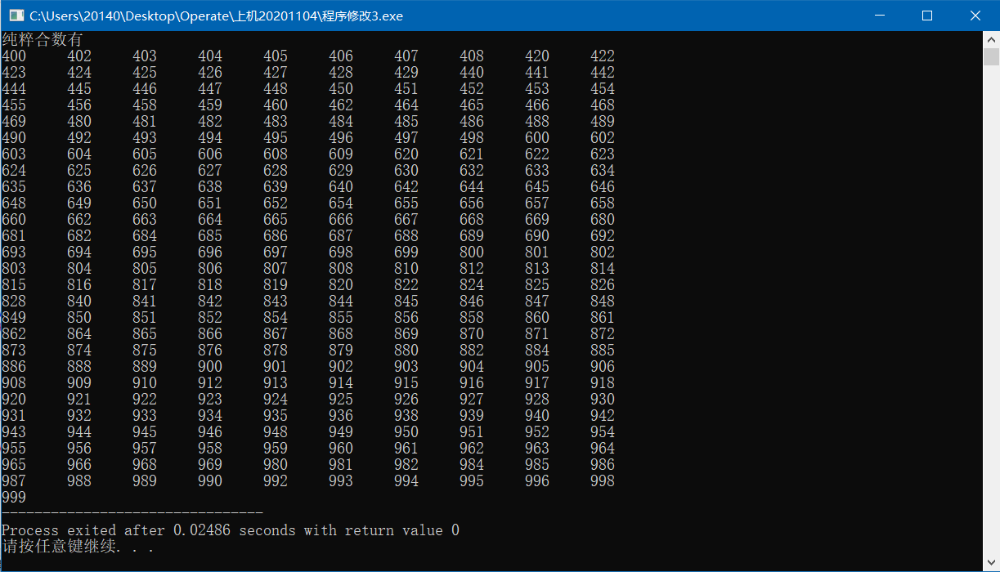 C:\Users\20140\Desktop\Operate\上机20201104\程序修改3.exe
纯粹合数有
400 402 403 404 405 406 407 408 420 422
423 424 425 426 427 428 429 440 441 442
444 445 446 447 448 450 451 452 453 454
455 456 458 459 460 462 464 465 466 468
469 480 481 482 483 484 485 486 488 489
490 492 493 494 495 496 497 498 600 602
603 604 605 606 608 609 620 621 622 623
624 625 626 627 628 629 630 632 633 634
635 636 637 638 639 640 642 644 645 646
648 649 650 651 652 654 655 656 657 658
660 662 663 664 665 666 667 668 669 680
681 682 684 685 686 687 688 689 690 692
693 694 695 696 697 698 699 800 801 802
803 804 805 806 807 808 810 812 813 814
815 816 817 818 819 820 822 824 825 826
828 840 841 842 843 844 845 846 847 848
849 850 851 852 854 855 856 858 860 861
862 864 865 866 867 868 869 870 871 872
873 874 875 876 878 879 880 882 884 885
886 888 889 900 901 902 903 904 905 906
908 909 910 912 913 914 915 916 917 918
920 921 922 923 924 925 926 927 928 930
931 932 933 934 935 936 938 939 940 942
943 944 945 946 948 949 950 951 952 954
955 956 957 958 959 960 961 962 963 964
965 966 968 969 980 981 982 984 985 986
987 988 989 990 992 993 994 995 996 998
999
--------------------------------
Process exited after 0.02486 seconds with return value 0
请按任意键继续. . .